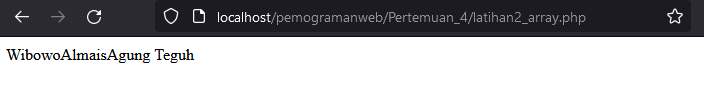 localhost/pemogramanweb/Pertemuan_4/latihan2_array.php
WibowoAlmaisAgung Teguh